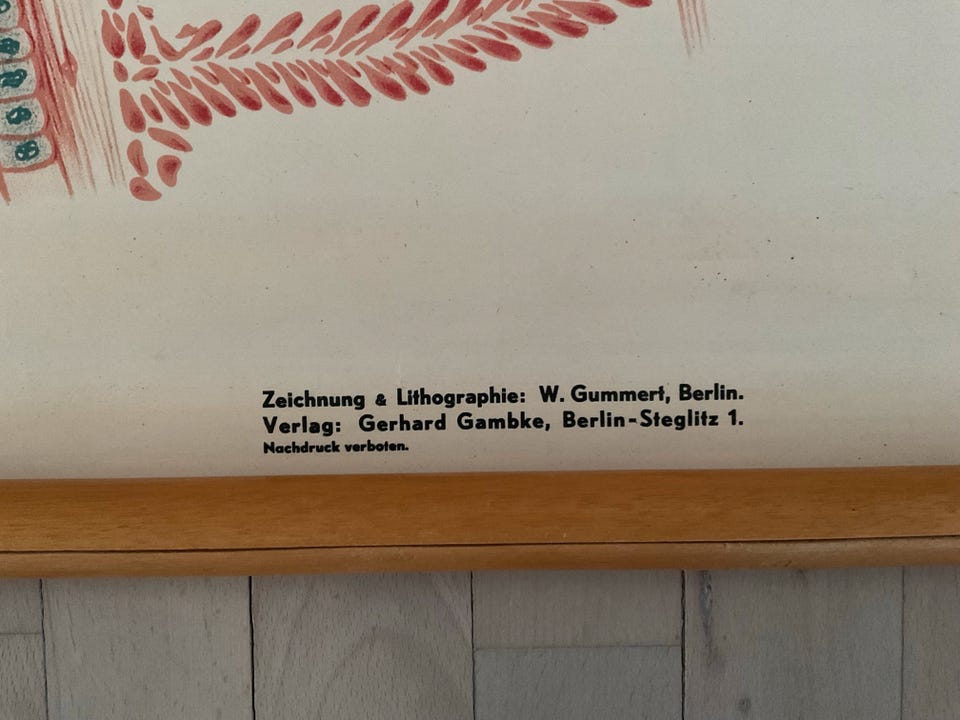 Zeichnung & Lithographie: W. Gummert, Berlin.
Verlag: Gerhard Gambke, Berlin-Steglitz 1.
Nachdruck verboten.